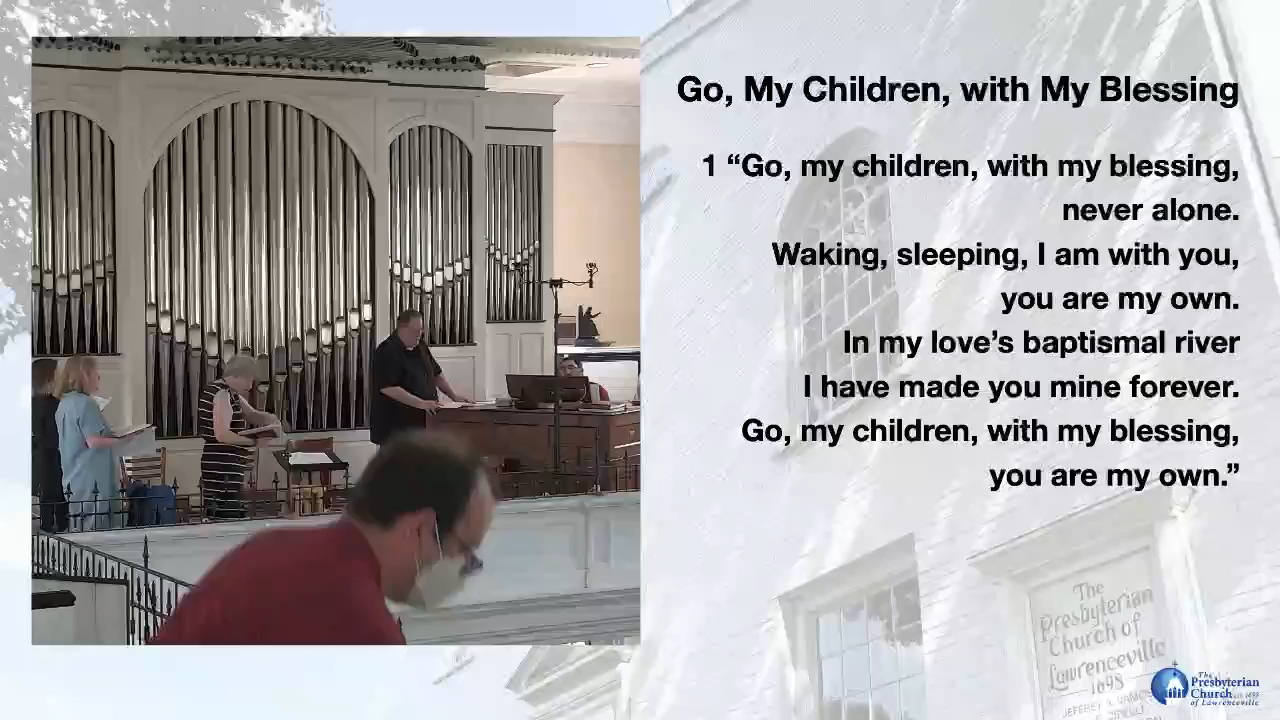 Go, My Children, with My Blessing
1 “Go, my children, with my blessing,
never alone.
Waking, sleeping, I am with you,
you are my own.
In my love’s baptismal river
I have made you mine forever.
Go, my children, with my blessing,
you are my own.”
The
Presbyterian
Church of
Lawrenceville
1698
The
Presbyterian
Church
of Lawrenceville